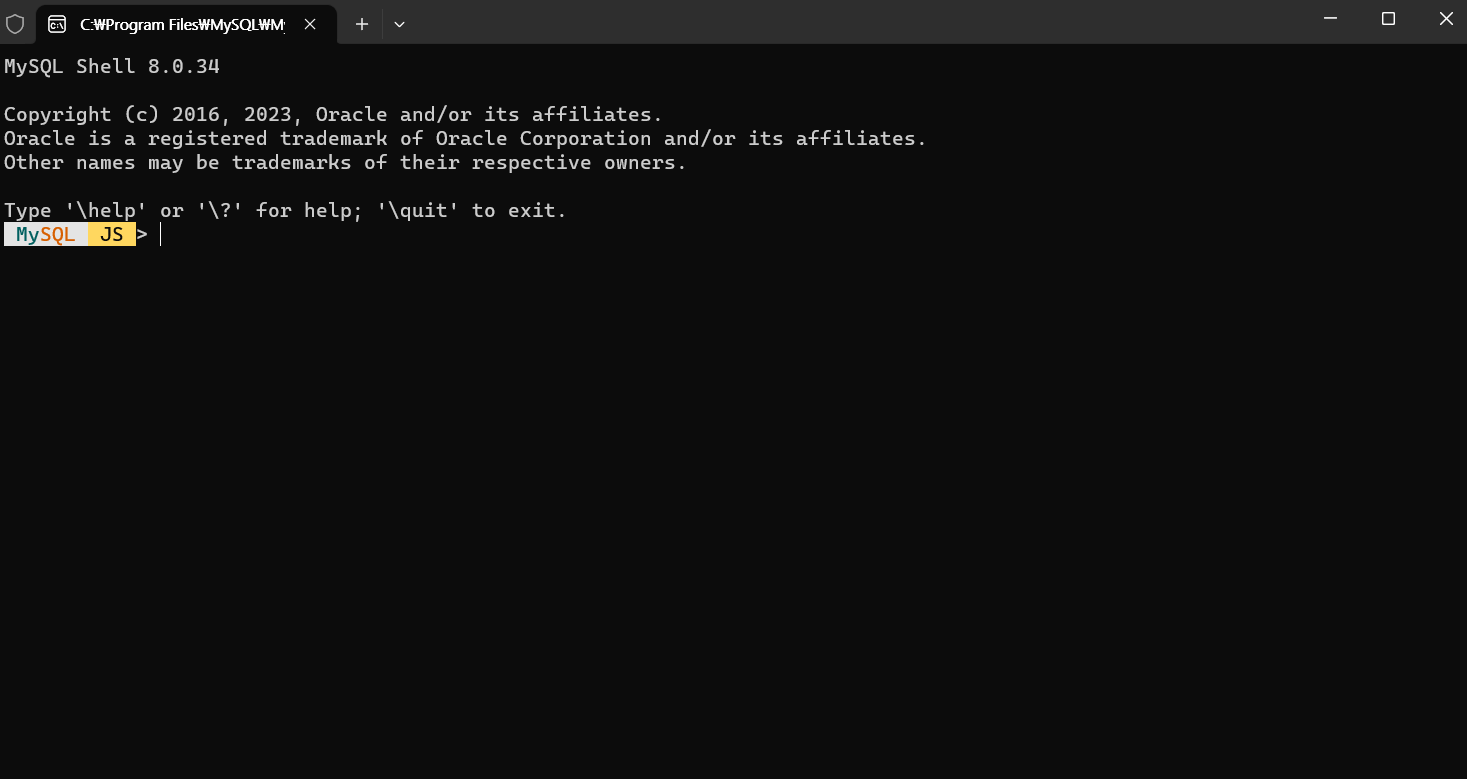 C:₩Program Files₩MySQL₩M
MySQL Shell 8.0.34
Copyright (c) 2016, 2023, Oracle and/or its affiliates.
Oracle is a registered trademark of Oracle Corporation and/or its affiliates.
Other names may be trademarks of their respective owners.
Type '\help' or '\?' for help; '\quit' to exit.
MySQL JS >